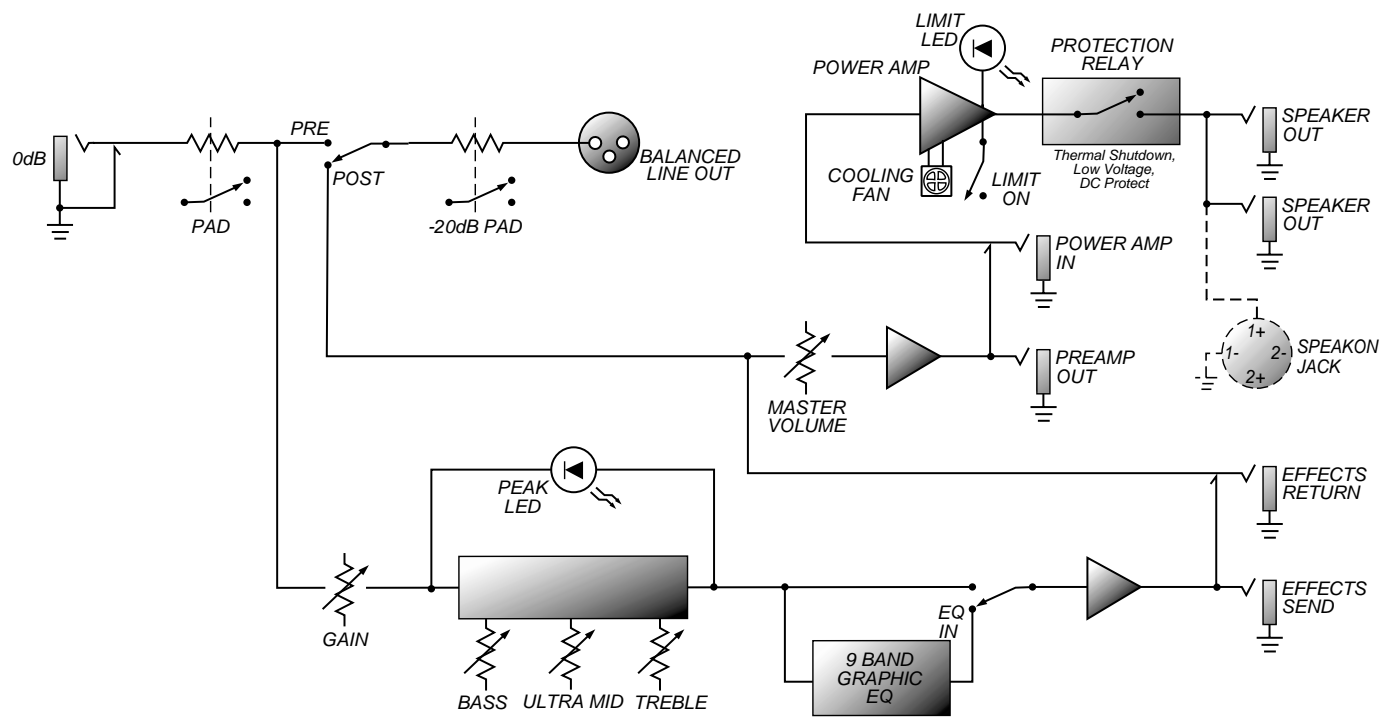 LIMIT
LED
POWER AMP
PROTECTION
RELAY
0dB
PRE
POST
BALANCED
LINE OUT
PAD
-20dB PAD
COOLING
FAN
LIMIT
ON
Thermal Shutdown,
Low Voltage,
DC Protect
SPEAKER
OUT
SPEAKER
OUT
POWER AMP
IN
1+
1-
2-
2+
SPEAKON
JACK
PREAMP
OUT
MASTER
VOLUME
PEAK
LED
EFFECTS
RETURN
GAIN
BASS
ULTRA MID
TREBLE
EQ
IN
9 BAND
GRAPHIC
EQ
EFFECTS
SEND